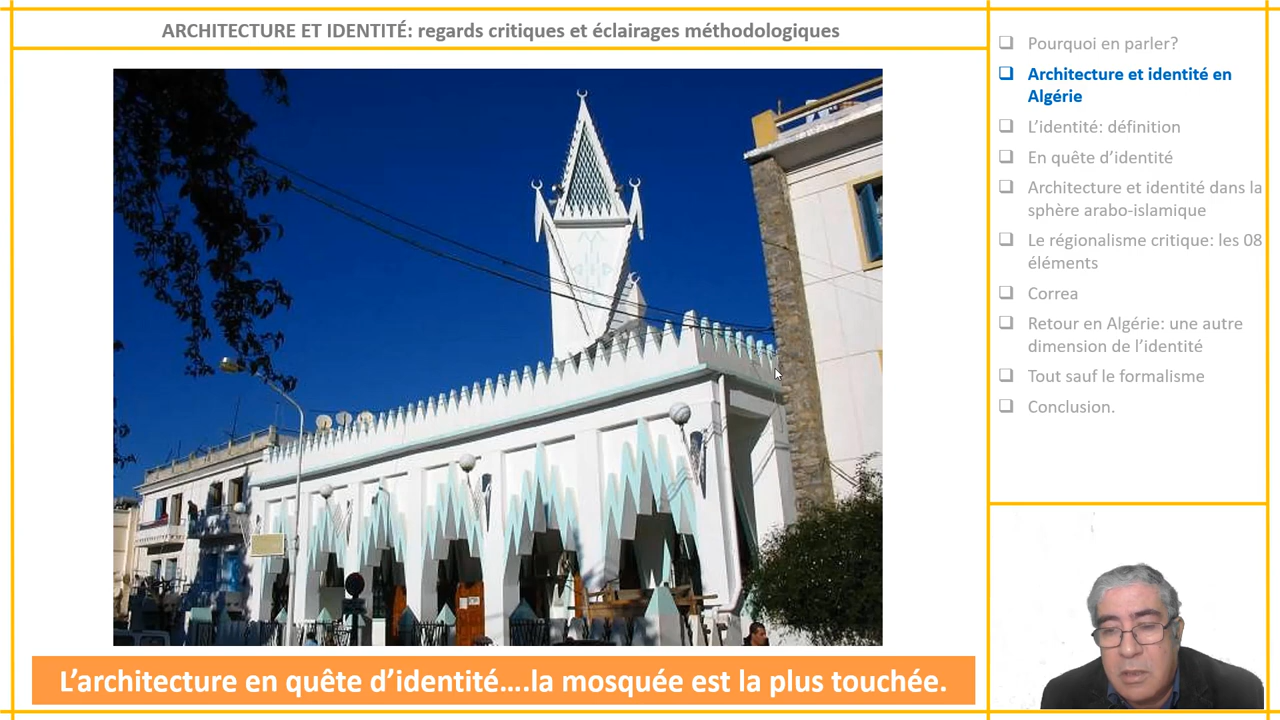 ARCHITECTURE ET IDENTITÉ: regards critiques et éclairages méthodologiques
Pourquoi en parler?
Architecture et identité en
Algérie
L'identité: définition
En quête d'identité
Architecture et identité dans la
sphère arabo-islamique
Le régionalisme critique: les 08
éléments
Correa
Retour en Algérie: une autre
dimension de l'identité
Tout sauf le formalisme
Conclusion.
L'architecture en quête d'identité….la mosquée est la plus touchée.